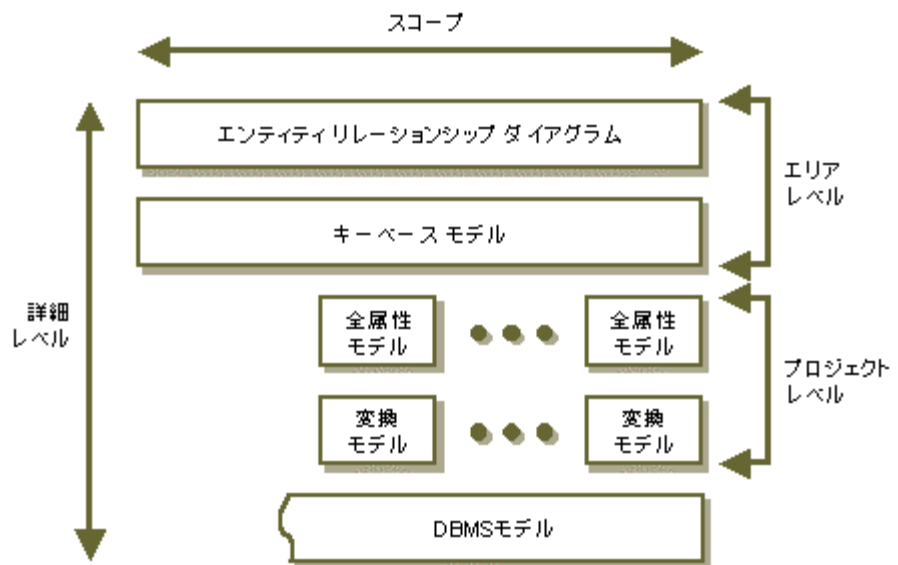 スコープ
エンティティリレーションシップ ダイアグラム
エリア
レベル
キーベース モデル
詳細
レベル
全属性
モデル
全属性
モデル
プロジェクト
レベル
変換
モデル
変換
モデル
DBMSモデル